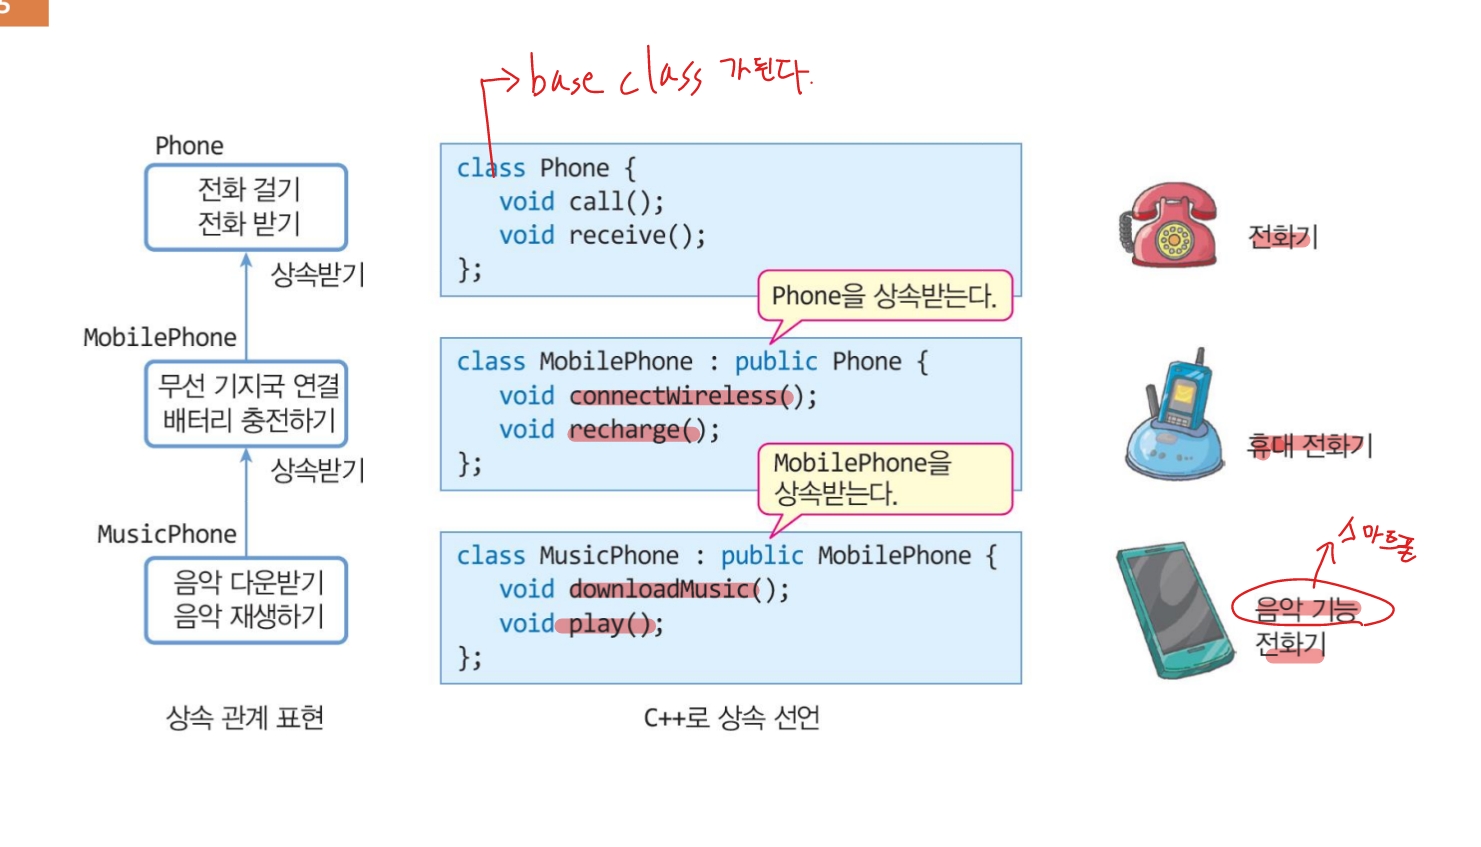 5
base class 가된다.
Phone
전화 걸기
전화 받기
상속받기
MobilePhone
무선 기지국 연결
배터리 충전하기
상속받기
MusicPhone
음악 다운받기
음악 재생하기
상속 관계 표현
class Phone {
void call();
void receive();
};
Phone을 상속받는다.
class MobilePhone : public Phone {
void connectWireless();
void recharge();
};
MobilePhone을
상속받는다.
class MusicPhone : public MobilePhone {
void downloadMusic();
void play();
};
C++로 상속 선언
전화기
휴대 전화기
스마트폰
음악 기능
전화기